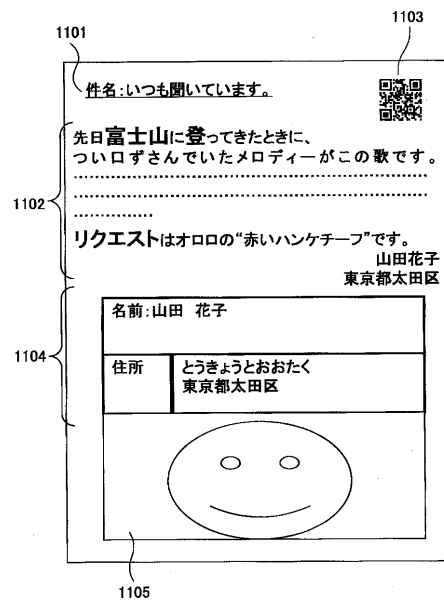 1101
1103
件名:いつも聞いています。
先日富士山に登ってきたときに、
つい口ずさんでいたメロディーがこの歌です。
1102
リクエストはオロロの“赤いハンケチーフ”です。
山田花子
東京都太田区
1104
名前:山田 花子
住所
とうきょうとおおたく
東京都太田区
1105